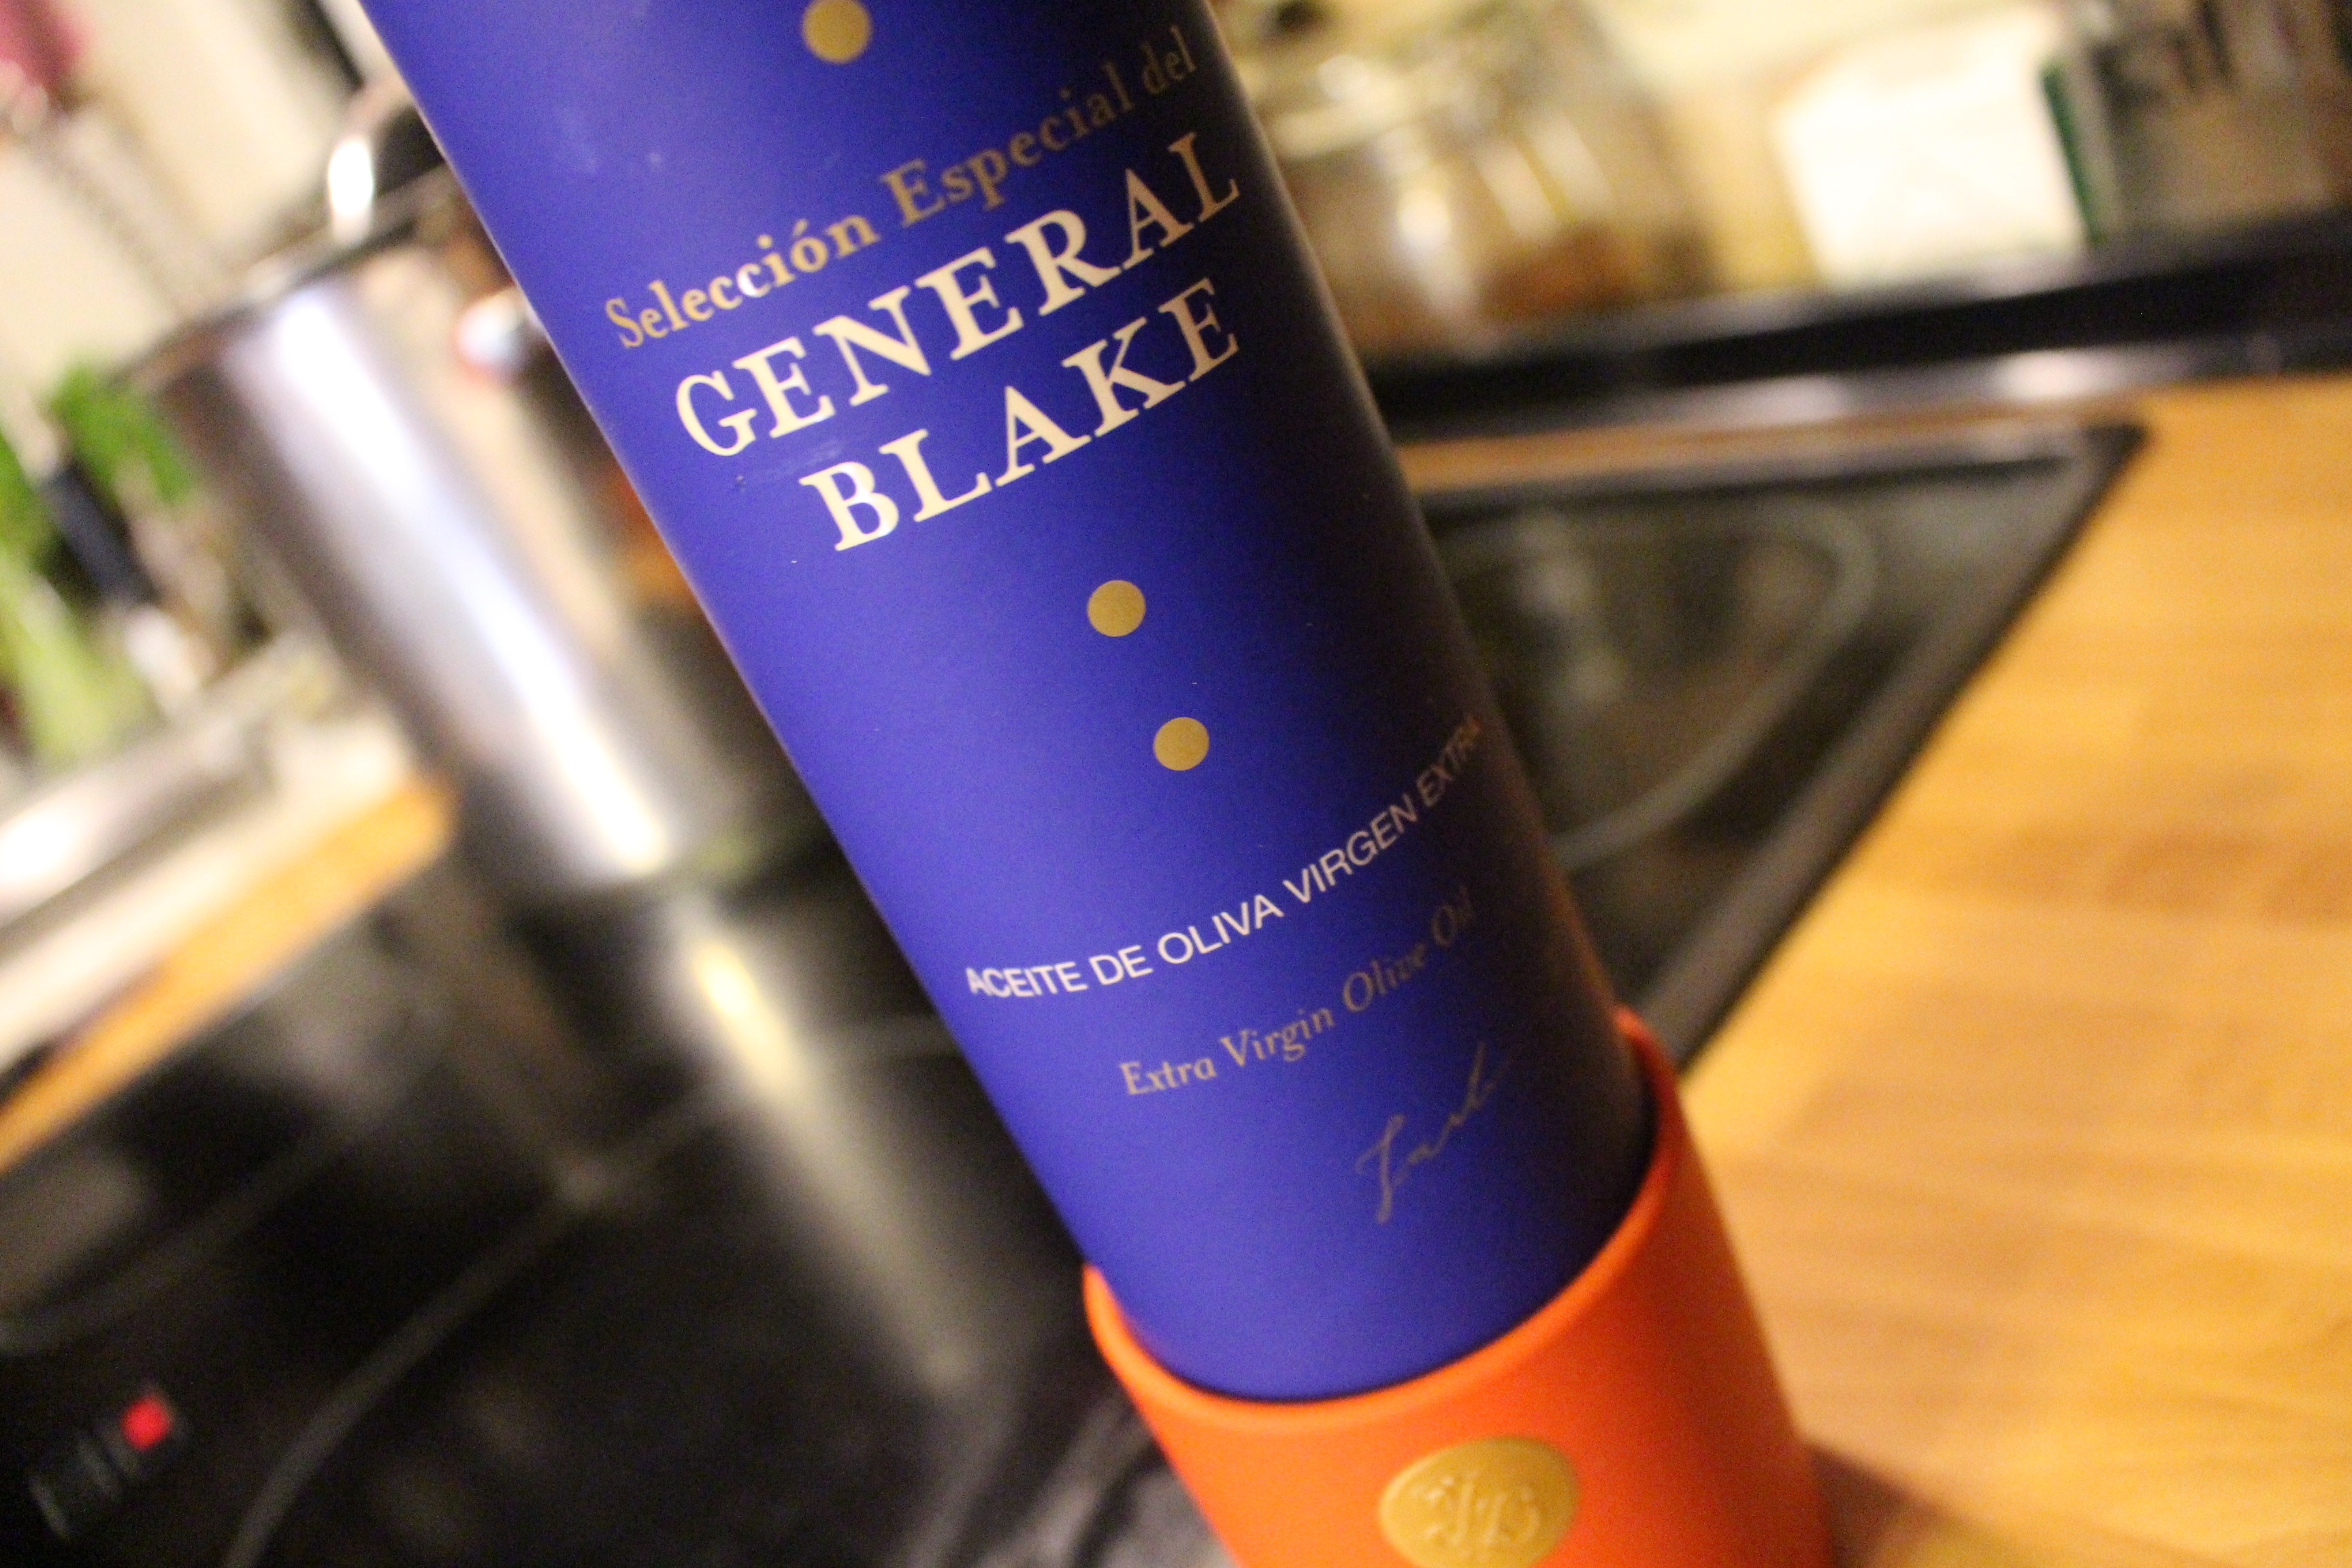 Selección Especial del
GENERAL
BLAKE
ACEITE DE OLIVA VIRGEN EXTRA
Extra Virgin Olive Oil